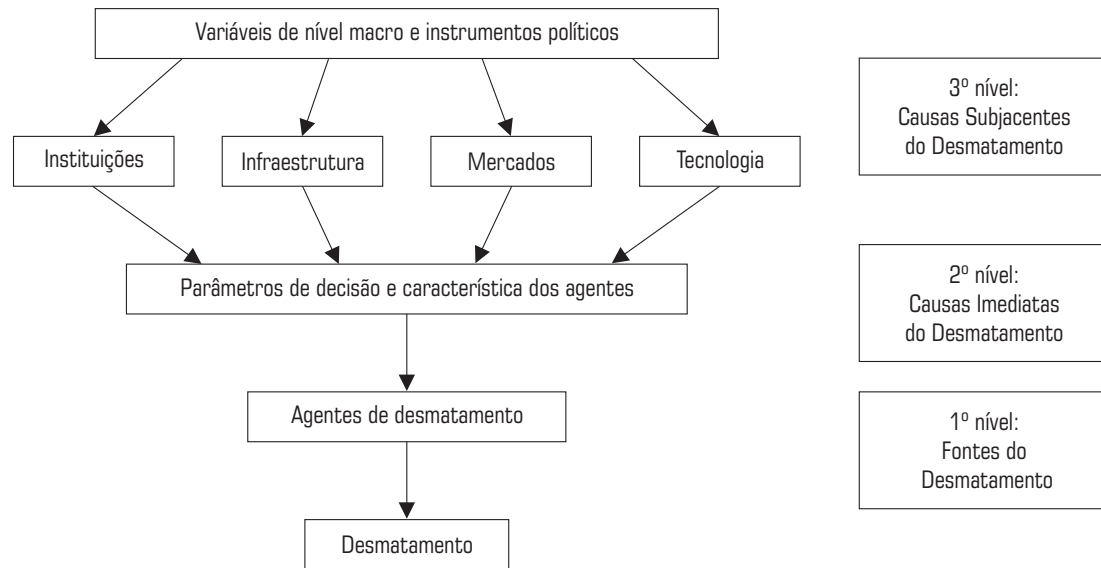 Variáveis de nível macro e instrumentos políticos
3º nível:
Causas Subjacentes
do Desmatamento
Instituições
Infraestrutura
Mercados
Tecnologia
2º nível:
Causas Imediatas
do Desmatamento
Parâmetros de decisão e característica dos agentes
Agentes de desmatamento
1º nível:
Fontes do
Desmatamento
Desmatamento